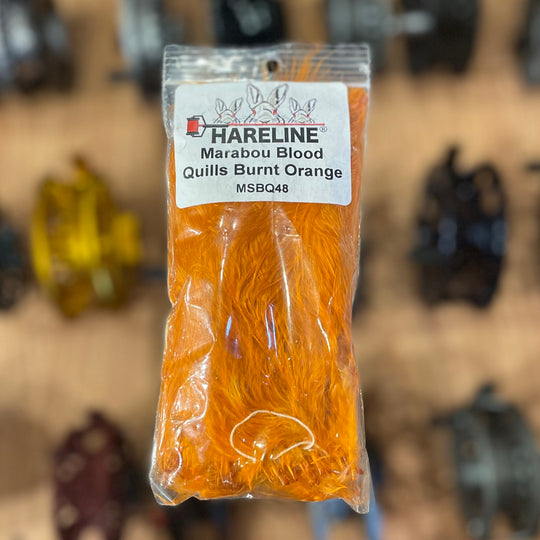 HARELINE®
Marabou Blood
Quills Burnt Orange
MSBQ48